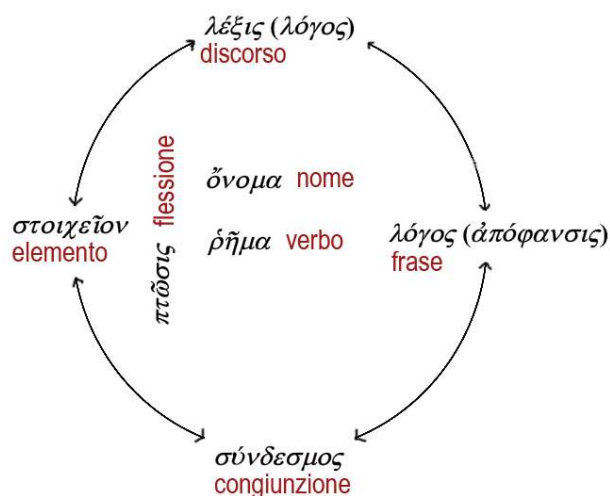 λέξις (λόγος)
discorso
ὄνομα nome
πτῶσις flessione
στοιχεῖον
elemento
ῥῆμα verbo
λόγος (ἀπόφανσις)
frase
σύνδεσμος
congiunzione